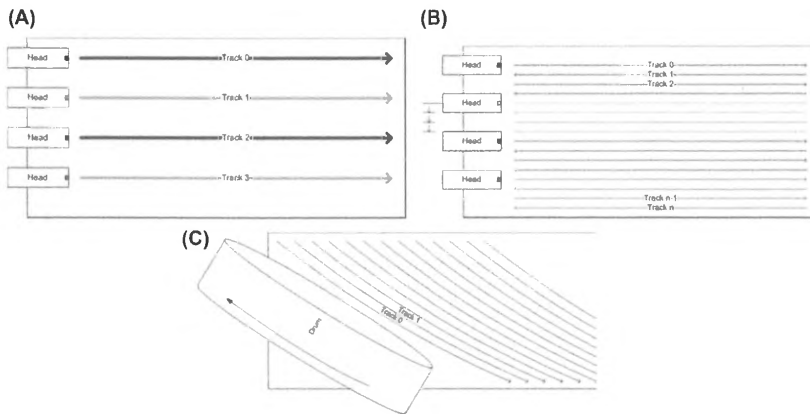 (A)
Head
Track 0
Head
Track 1
Head
Track 2
Head
Track 3
(B)
Head
Track 0
Track 1
Track 2
Head
Head
Head
Track n-1
Track n
(C)
Drum
Track 0
Track 1